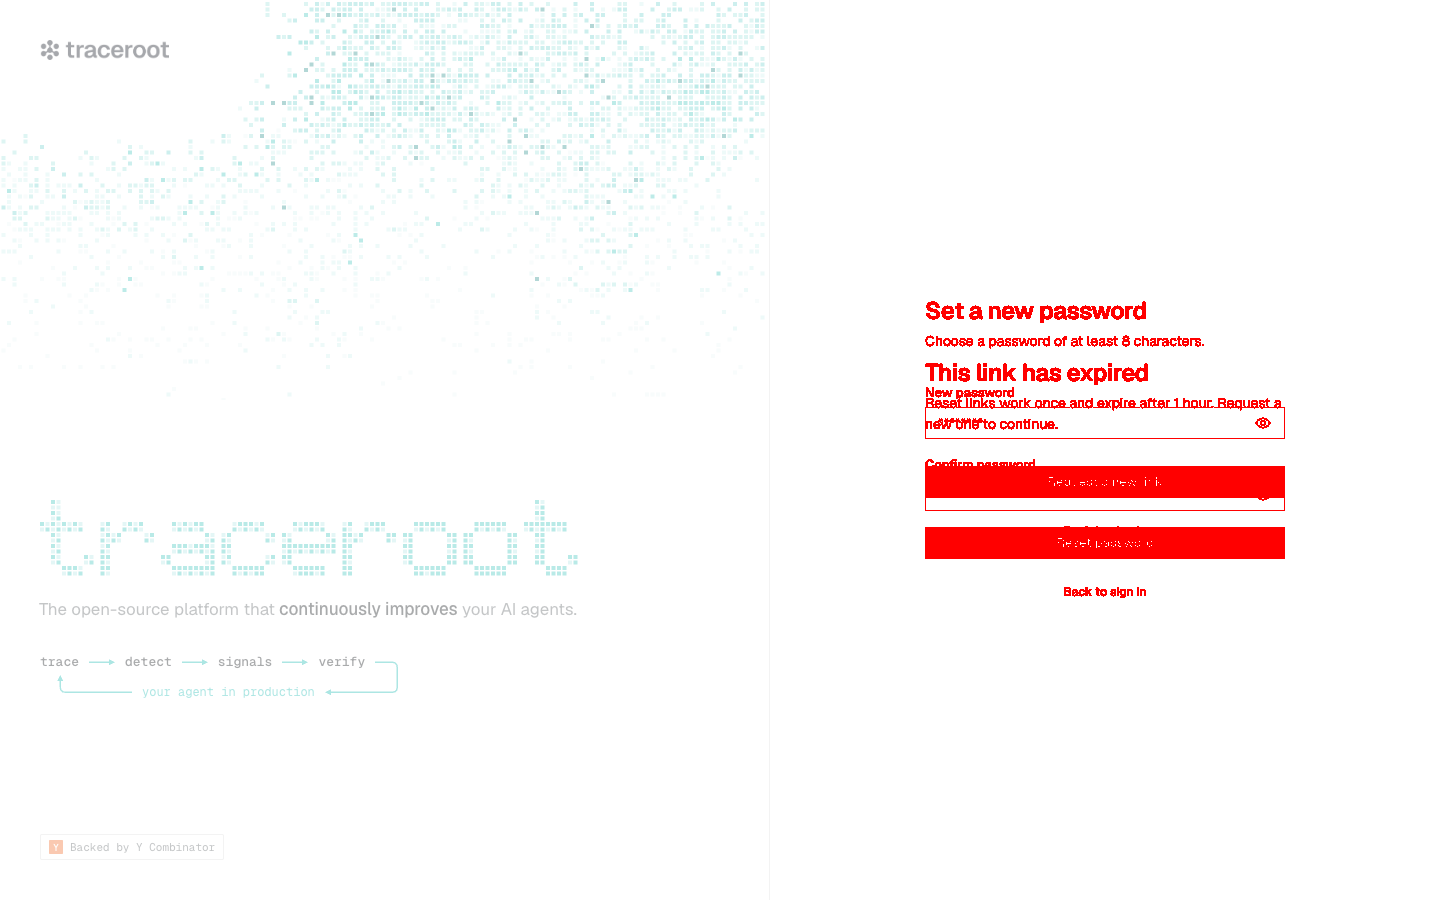 traceroot
Set a new password
Choose a password of at least 8 characters.
This link has expired
New password
Reset links work once and expire after 1 hour. Request a
new one to continue.
Confirm password
Request a new link
Reset password
Back to sign in
traceroot.
The open-source platform that continuously improves your AI agents.
trace detect signals verify
your agent in production
Y Backed by Y Combinator